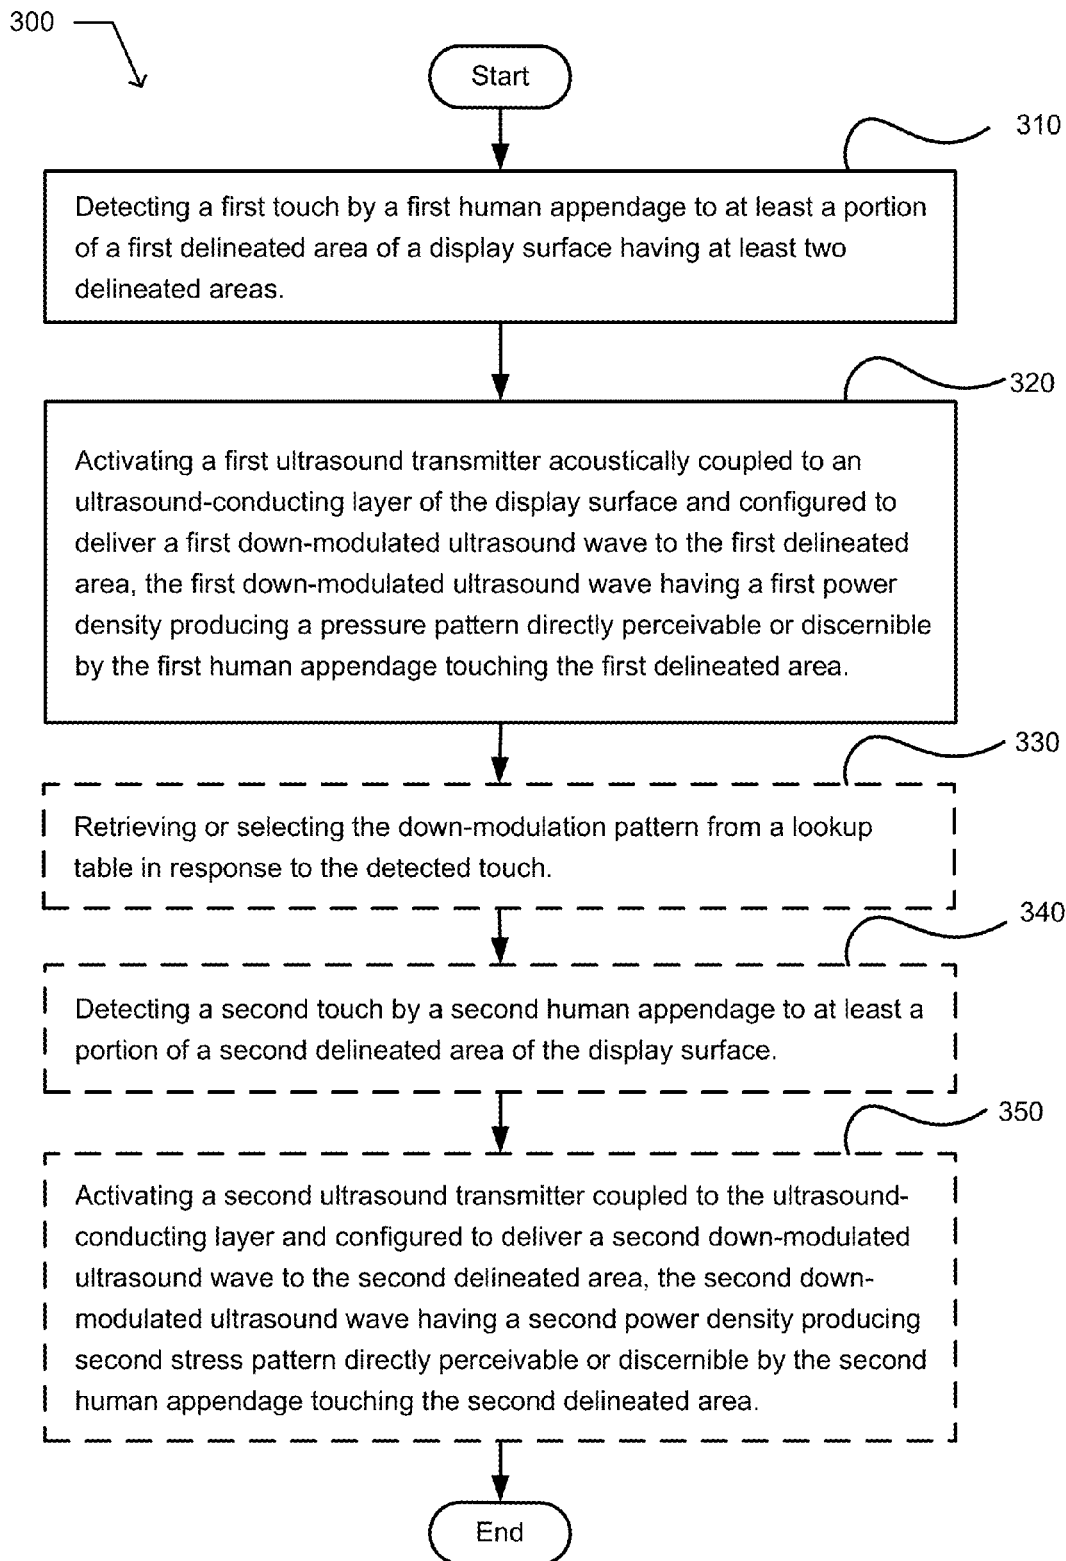 300
Start
310
Detecting a first touch by a first human appendage to at least a portion
of a first delineated area of a display surface having at least two
delineated areas.
320
Activating a first ultrasound transmitter acoustically coupled to an
ultrasound-conducting layer of the display surface and configured to
deliver a first down-modulated ultrasound wave to the first delineated
area, the first down-modulated ultrasound wave having a first power
density producing a pressure pattern directly perceivable or discernible
by the first human appendage touching the first delineated area.
330
Retrieving or selecting the down-modulation pattern from a lookup
table in response to the detected touch.
340
Detecting a second touch by a second human appendage to at least a
portion of a second delineated area of the display surface.
350
Activating a second ultrasound transmitter coupled to the ultrasound-
conducting layer and configured to deliver a second down-modulated
ultrasound wave to the second delineated area, the second down-
modulated ultrasound wave having a second power density producing
second stress pattern directly perceivable or discernible by the second
human appendage touching the second delineated area.
End